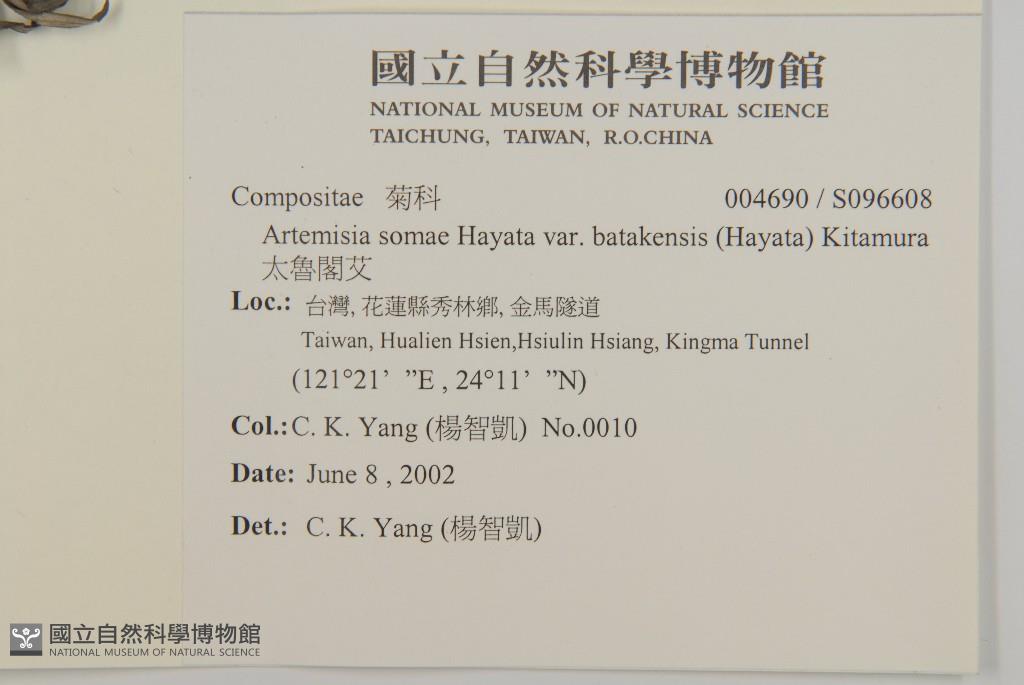 國立自然科學博物館
NATIONAL MUSEUM OF NATURAL SCIENCE
TAICHUNG, TAIWAN, R.O.CHINA
Compositae 菊科 004690 / S096608
Artemisia somae Hayata var. batakensis (Hayata) Kitamura
太魯閣艾
Loc.: 台灣, 花蓮縣秀林鄉, 金馬隧道
Taiwan, Hualien Hsien,Hsiulin Hsiang, Kingma Tunnel
(121°21’ ”E , 24°11’ ”N)
Col.: C. K. Yang (楊智凱) No.0010
Date: June 8 , 2002
Det.: C. K. Yang (楊智凱)
國立自然科學博物館
NATIONAL MUSEUM OF NATURAL SCIENCE